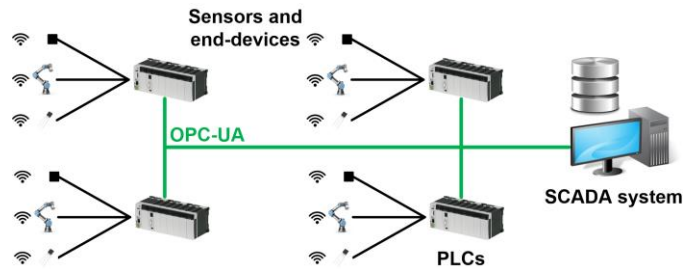 Sensors and
end-devices
OPC-UA
SCADA system
PLCs